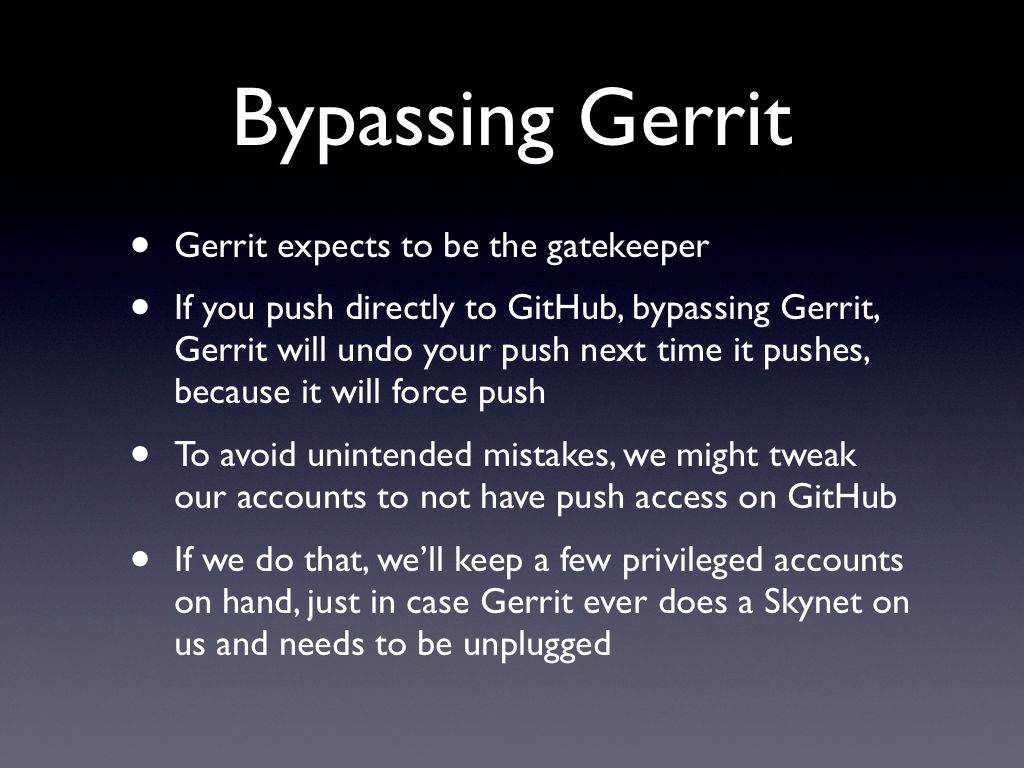 Bypassing Gerrit
• Gerrit expects to be the gatekeeper
• If you push directly to GitHub, bypassing Gerrit,
Gerrit will undo your push next time it pushes,
because it will force push
• To avoid unintended mistakes, we might tweak
our accounts to not have push access on GitHub
• If we do that, we’ll keep a few privileged accounts
on hand, just in case Gerrit ever does a Skynet on
us and needs to be unplugged